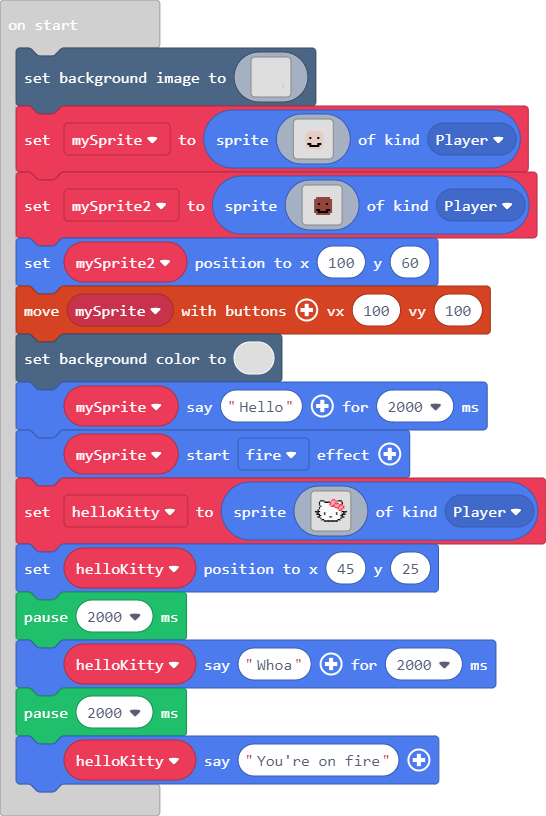 on start
set background image to
set mySprite to sprite of kind Player
set mySprite2 to sprite of kind Player
set mySprite2 position to x 100 y 60
move mySprite with buttons vx 100 vy 100
set background color to
mySprite say "Hello" for 2000 ms
mySprite start fire effect
set helloKitty to sprite of kind Player
set helloKitty position to x 45 y 25
pause 2000 ms
helloKitty say "Whoa" for 2000 ms
pause 2000 ms
helloKitty say "You're on fire"